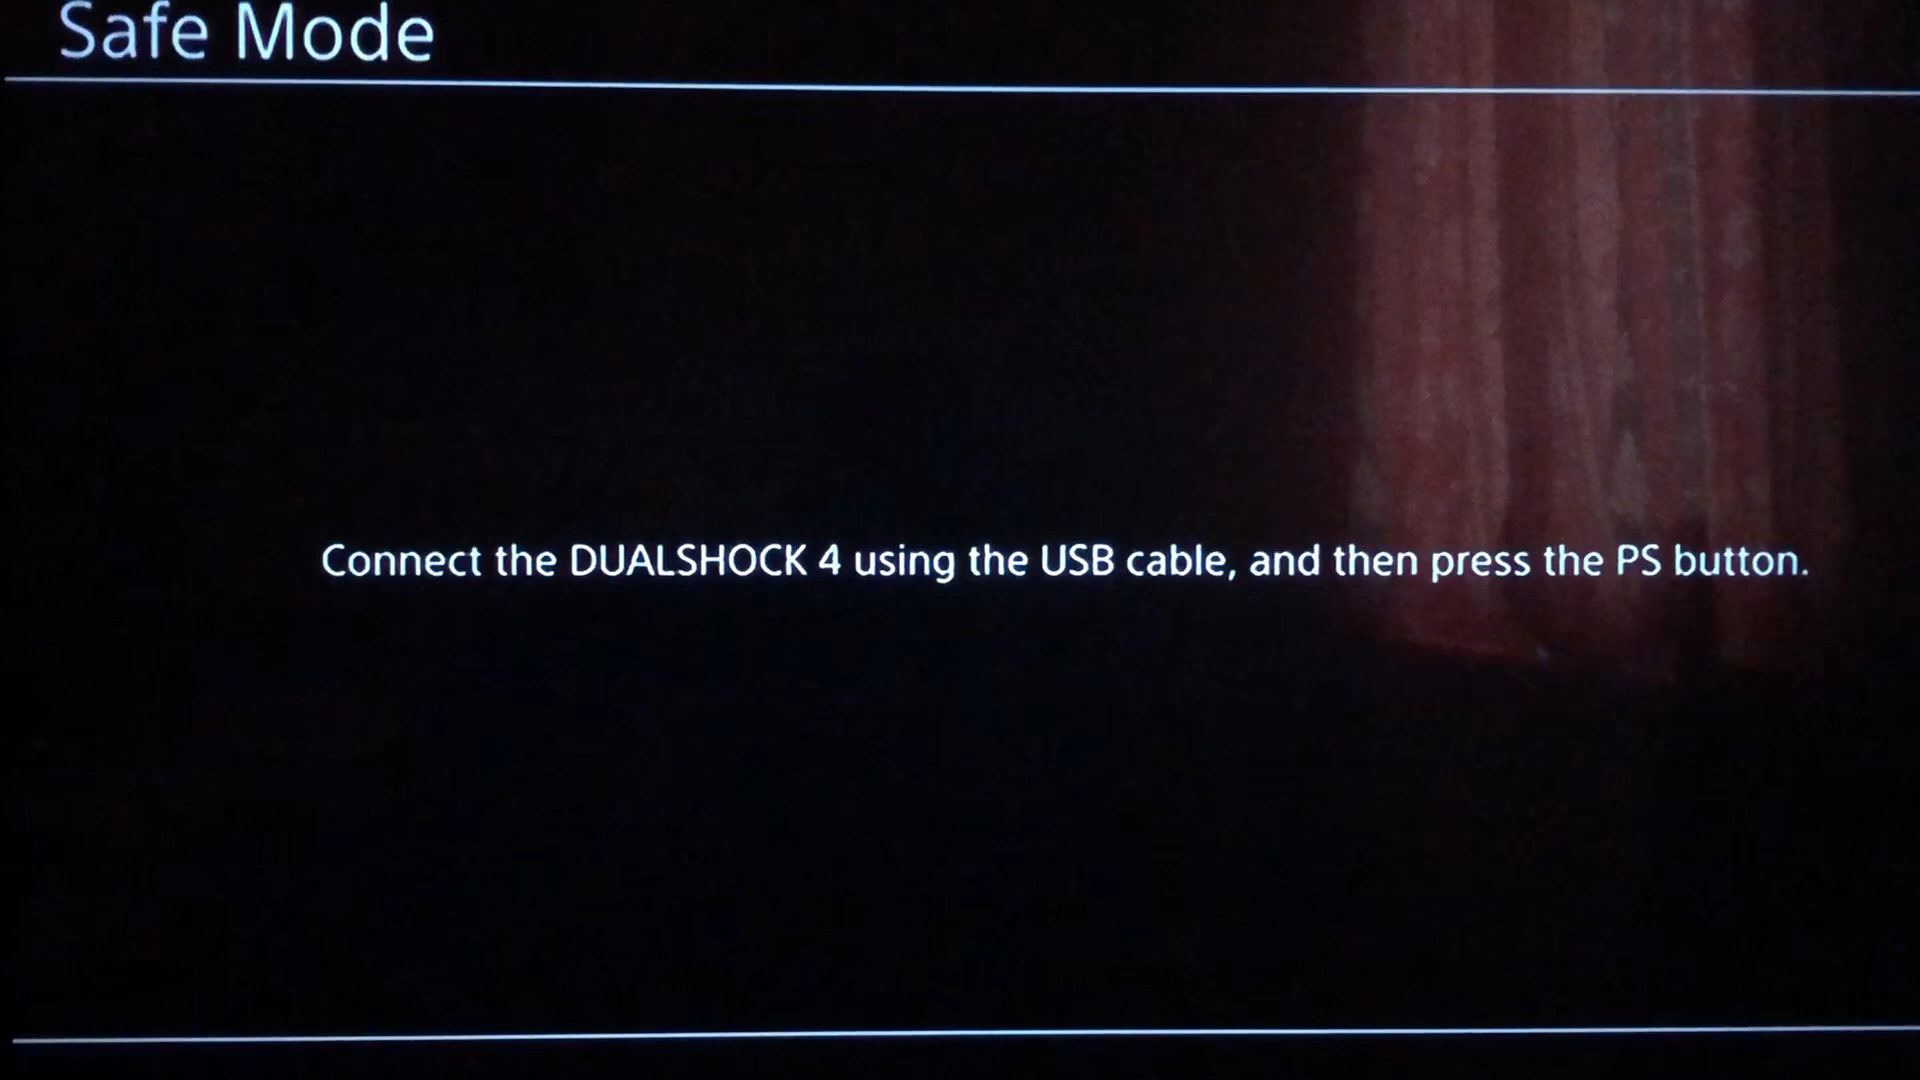 Safe Mode
Connect the DUALSHOCK 4 using the USB cable, and then press the PS button.